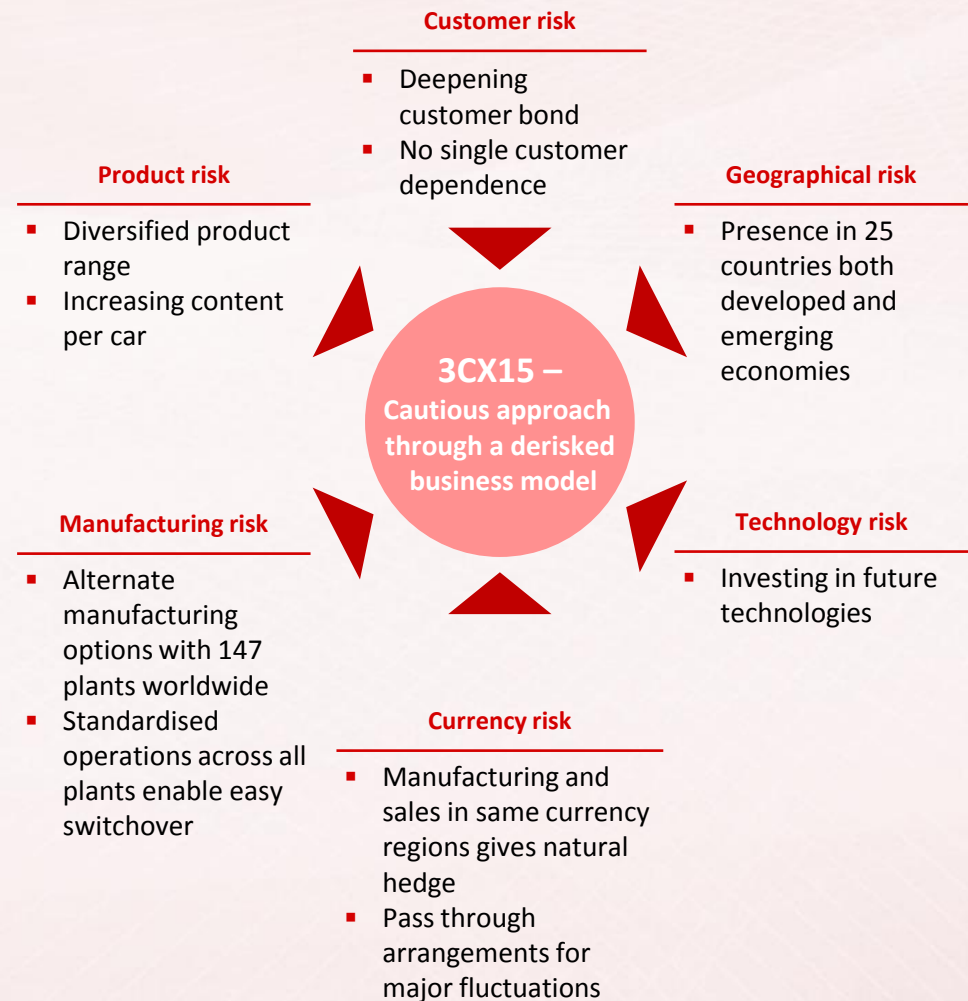 Customer risk
▪ Deepening
customer bond
▪ No single customer
dependence
Product risk
▪ Diversified product
range
▪ Increasing content
per car
Geographical risk
▪ Presence in 25
countries both
developed and
emerging
economies
3CX15 –
Cautious approach
through a derisked
business model
Manufacturing risk
▪ Alternate
manufacturing
options with 147
plants worldwide
▪ Standardised
operations across all
plants enable easy
switchover
Technology risk
▪ Investing in future
technologies
Currency risk
▪ Manufacturing and
sales in same currency
regions gives natural
hedge
▪ Pass through
arrangements for
major fluctuations